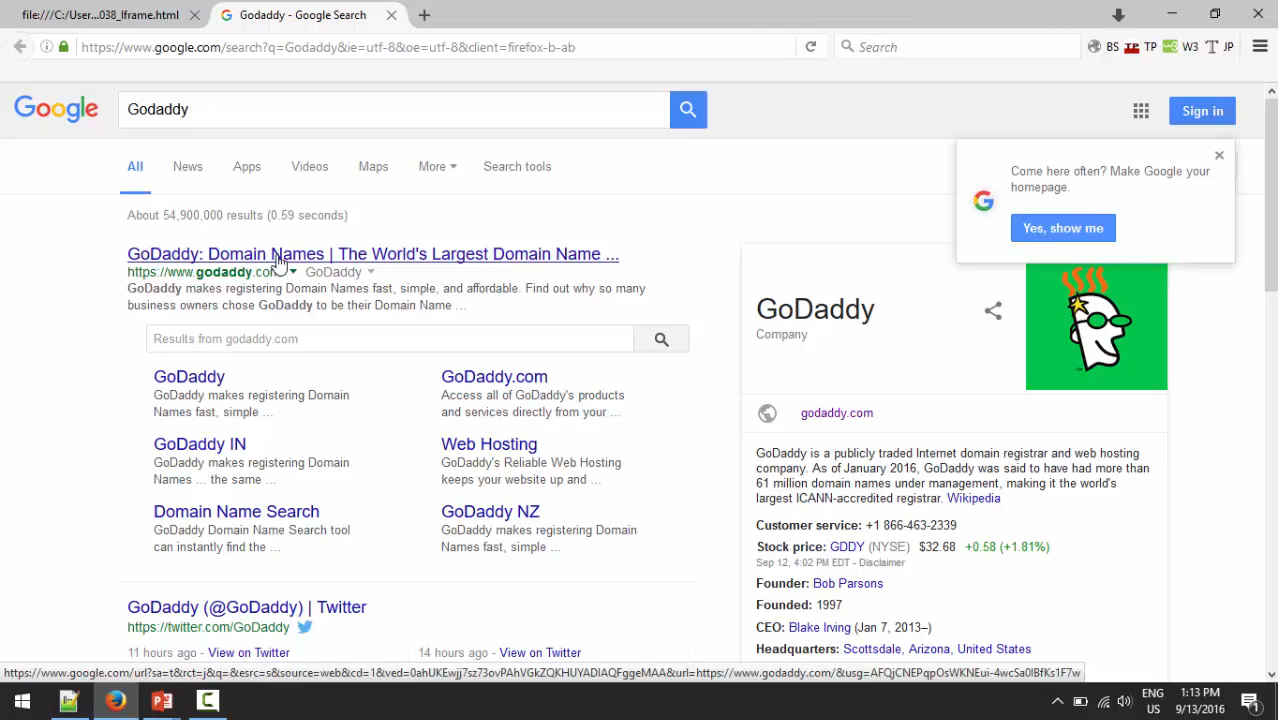 file:///C:/User...038_Iframe.html
Godaddy - Google Search
https://www.google.com/search?q=Godaddy&ie=utf-8&oe=utf-8&client=firefox-b-ab
Search
BS
TP
W3
JP
Google
Godaddy
Sign in
All
News
Apps
Videos
Maps
More
Search tools
Come here often? Make Google your
homepage.
Yes, show me
About 54,900,000 results (0.59 seconds)
GoDaddy: Domain Names | The World's Largest Domain Name ...
https://www.godaddy.co
GoDaddy
GoDaddy makes registering Domain Names fast, simple, and affordable. Find out why so many
business owners chose GoDaddy to be their Domain Name ...
Results from godaddy.com
GoDaddy
GoDaddy makes registering Domain
Names fast, simple ...
GoDaddy.com
Access all of GoDaddy's products
and services directly from your ...
GoDaddy IN
GoDaddy makes registering Domain
Names ... the same ...
Web Hosting
GoDaddy's Reliable Web Hosting
keeps your website up and ...
Domain Name Search
GoDaddy Domain Name Search tool
can instantly find the ...
GoDaddy NZ
GoDaddy makes registering Domain
Names fast, simple ...
GoDaddy (@GoDaddy) | Twitter
https://twitter.com/GoDaddy
11 hours ago - View on Twitter
14 hours ago - View on Twitter
GoDaddy
Company
godaddy.com
GoDaddy is a publicly traded Internet domain registrar and web hosting
company. As of January 2016, GoDaddy was said to have had more than
61 million domain names under management, making it the world's
largest ICANN-accredited registrar. Wikipedia
Customer service: +1 866-463-2339
Stock price: GDDY (NYSE) $32.68 +0.58 (+1.81%)
Sep 12, 4:02 PM EDT - Disclaimer
Founder: Bob Parsons
Founded: 1997
CEO: Blake Irving (Jan 7, 2013–)
Headquarters: Scottsdale, Arizona, United States
https://www.google.com/url?sa=t&rct=j&q=&esrc=s&source=web&cd=1&ved=0ahUKEwjj7sz73ovPAhVGkZQKHUYADIAQFggeMAA&url=https://www.godaddy.com/&usg=AFQjCNEPqpOsWKNEui-4wcSa0lBfKs1F7w
ENG
US
1:13 PM
9/13/2016
1